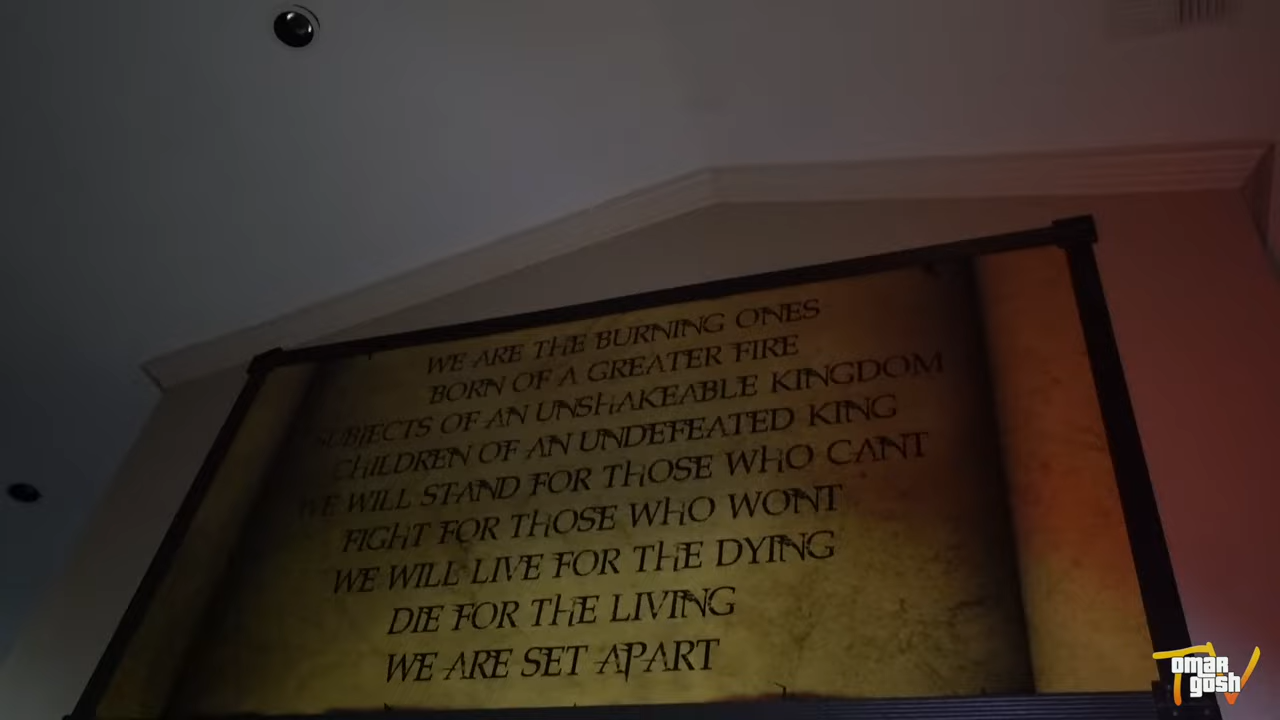 WE ARE THE BURNING ONES
BORN OF A GREATER FIRE
SUBJECTS OF AN UNSHAKEABLE KINGDOM
CHILDREN OF AN UNDEFEATED KING
WE WILL STAND FOR THOSE WHO CANT
FIGHT FOR THOSE WHO WONT
WE WILL LIVE FOR THE DYING
DIE FOR THE LIVING
WE ARE SET APART
omar gosh TV